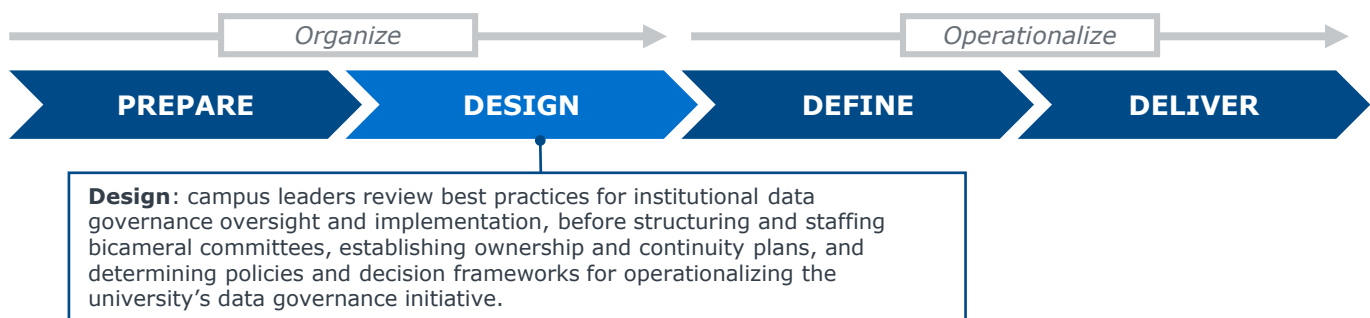 Organize
Operationalize
PREPARE
DESIGN
DEFINE
DELIVER
Design: campus leaders review best practices for institutional data
governance oversight and implementation, before structuring and staffing
bicameral committees, establishing ownership and continuity plans, and
determining policies and decision frameworks for operationalizing the
university’s data governance initiative.